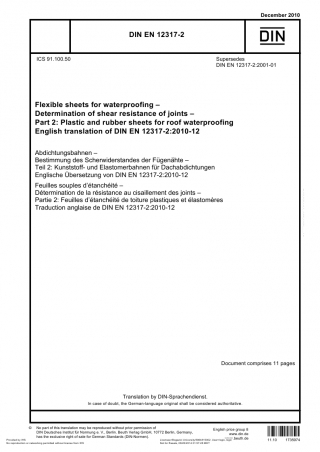 December 2010
DIN EN 12317-2
DIN
ICS 91.100.50
Supersedes
DIN EN 12317-2:2001-01
Flexible sheets for waterproofing –
Determination of shear resistance of joints –
Part 2: Plastic and rubber sheets for roof waterproofing
English translation of DIN EN 12317-2:2010-12
Abdichtungsbahnen –
Bestimmung des Scherwiderstandes der Fügenähte –
Teil 2: Kunststoff- und Elastomerbahnen für Dachabdichtungen
Englische Übersetzung von DIN EN 12317-2:2010-12
Feuilles souples d'étanchéité –
Détermination de la résistance au cisaillement des joints –
Partie 2: Feuilles d'étanchéité de toiture plastiques et élastomères
Traduction anglaise de DIN EN 12317-2:2010-12
Document comprises 11 pages
Translation by DIN-Sprachendienst.
In case of doubt, the German-language original shall be considered authoritative.
© No part of this translation may be reproduced without prior permission of
DIN Deutsches Institut für Normung e. V., Berlin. Beuth Verlag GmbH, 10772 Berlin, Germany,
has the exclusive right of sale for German Standards (DIN-Normen).
English price group 9
www.din.de
www.beuth.de